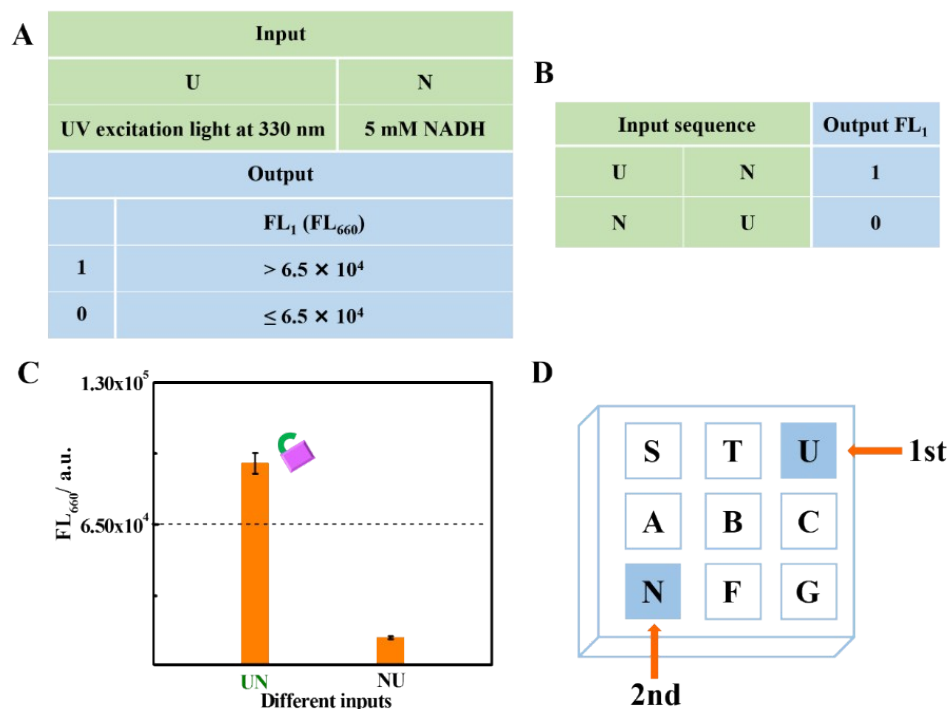 A
Input
U N
UV excitation light at 330 nm 5 mM NADH
Output
FL₁ (FL₆₆₀)
1 > 6.5 × 10⁴
0 ≤ 6.5 × 10⁴
B
Input sequence Output FL₁
U N 1
N U 0
C
1.30x10⁵
6.50x10⁴
FL₆₆₀/ a.u.
UN NU
Different inputs
D
S T U 1st
A B C
N F G
2nd